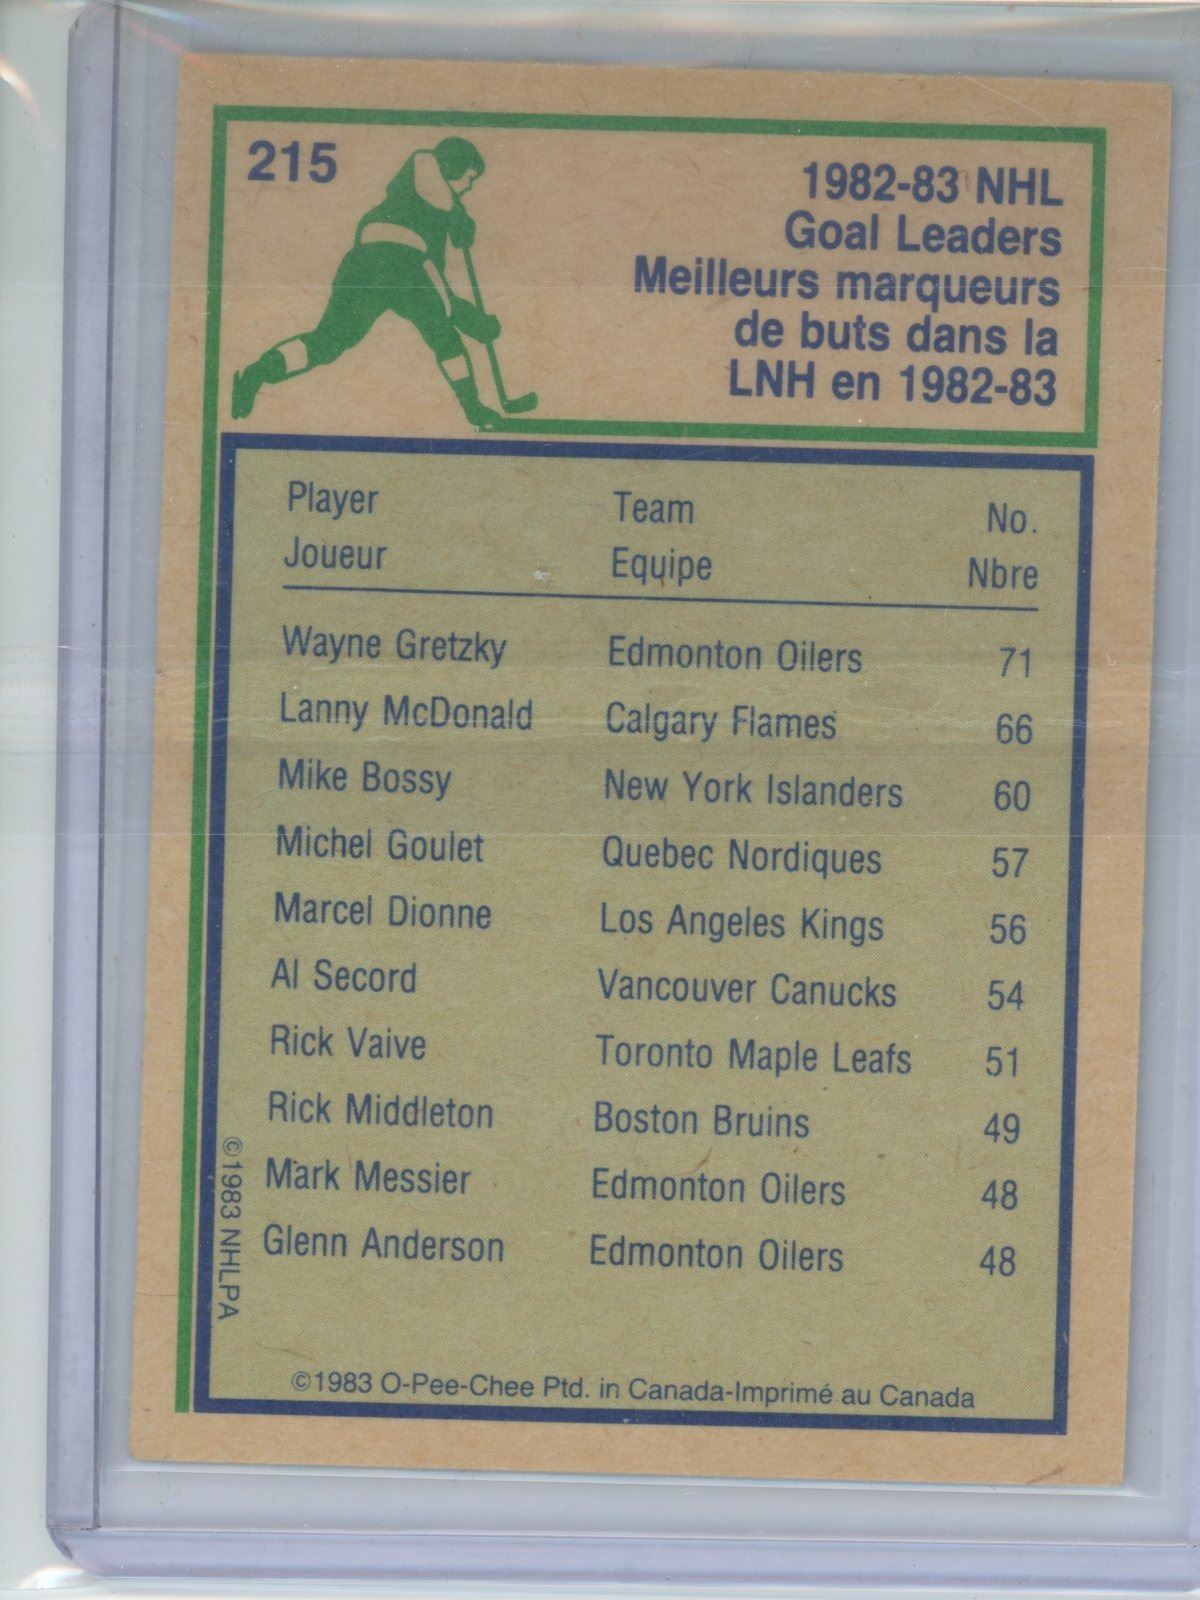 215
1982-83 NHL
Goal Leaders
Meilleurs marqueurs
de buts dans la
LNH en 1982-83
Player Team No.
Joueur Equipe Nbre
Wayne Gretzky Edmonton Oilers 71
Lanny McDonald Calgary Flames 66
Mike Bossy New York Islanders 60
Michel Goulet Quebec Nordiques 57
Marcel Dionne Los Angeles Kings 56
Al Secord Vancouver Canucks 54
Rick Vaive Toronto Maple Leafs 51
Rick Middleton Boston Bruins 49
Mark Messier Edmonton Oilers 48
Glenn Anderson Edmonton Oilers 48
©1983 NHLPA
©1983 O-Pee-Chee Ptd. in Canada-Imprimé au Canada